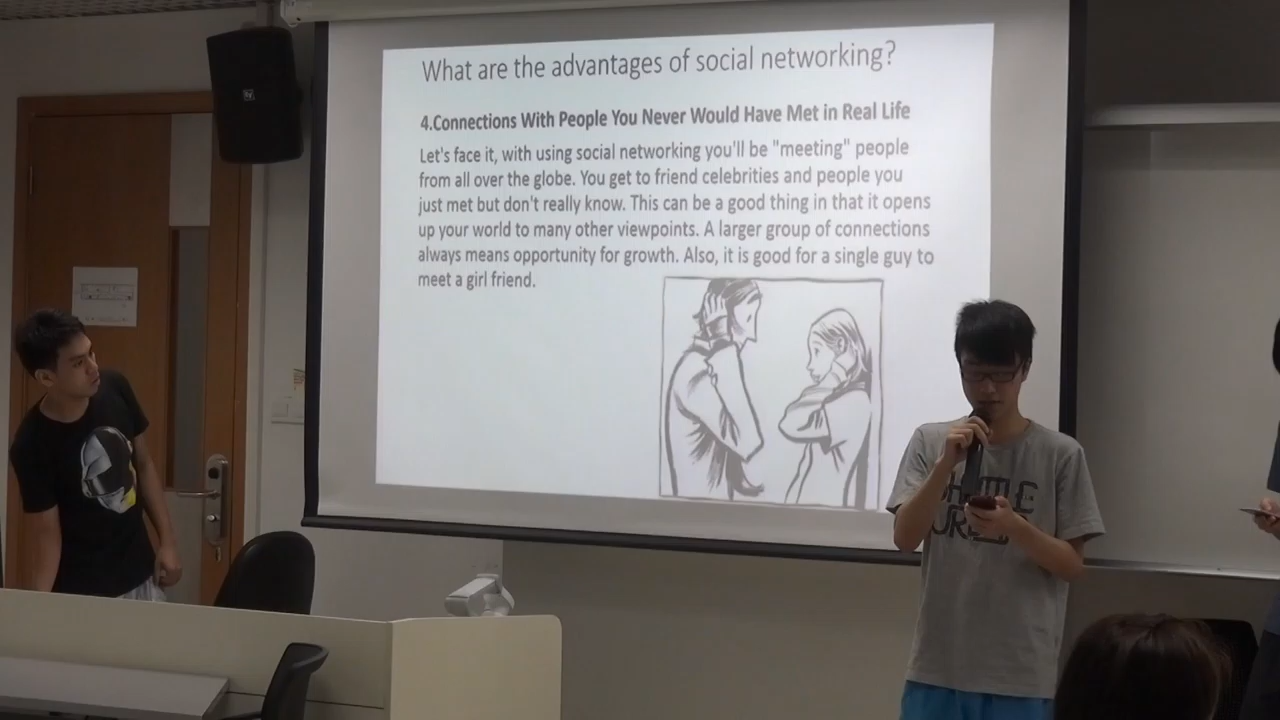 What are the advantages of social networking?
4.Connections With People You Never Would Have Met in Real Life
Let's face it, with using social networking you'll be "meeting" people
from all over the globe. You get to friend celebrities and people you
just met but don't really know. This can be a good thing in that it opens
up your world to many other viewpoints. A larger group of connections
always means opportunity for growth. Also, it is good for a single guy to
meet a girl friend.